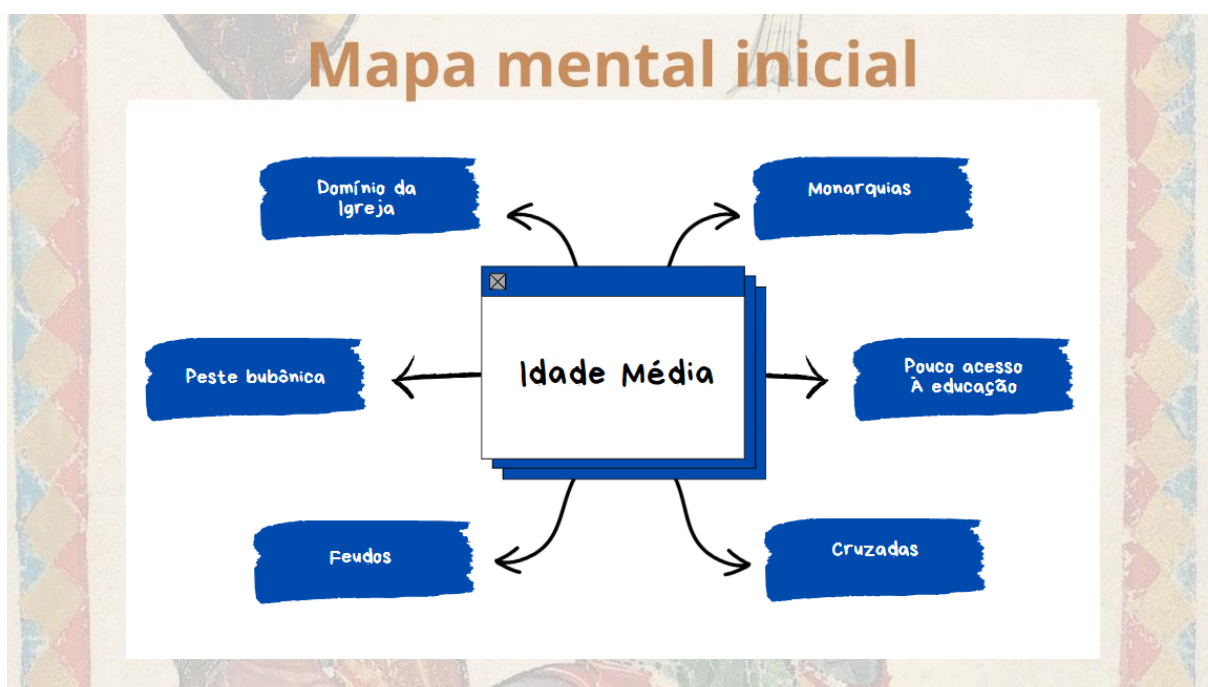 Mapa mental inicial
Domínio da
Igreja
Monarquias
Peste bubônica
Idade Média
Pouco acesso
À educação
Feudos
Cruzadas